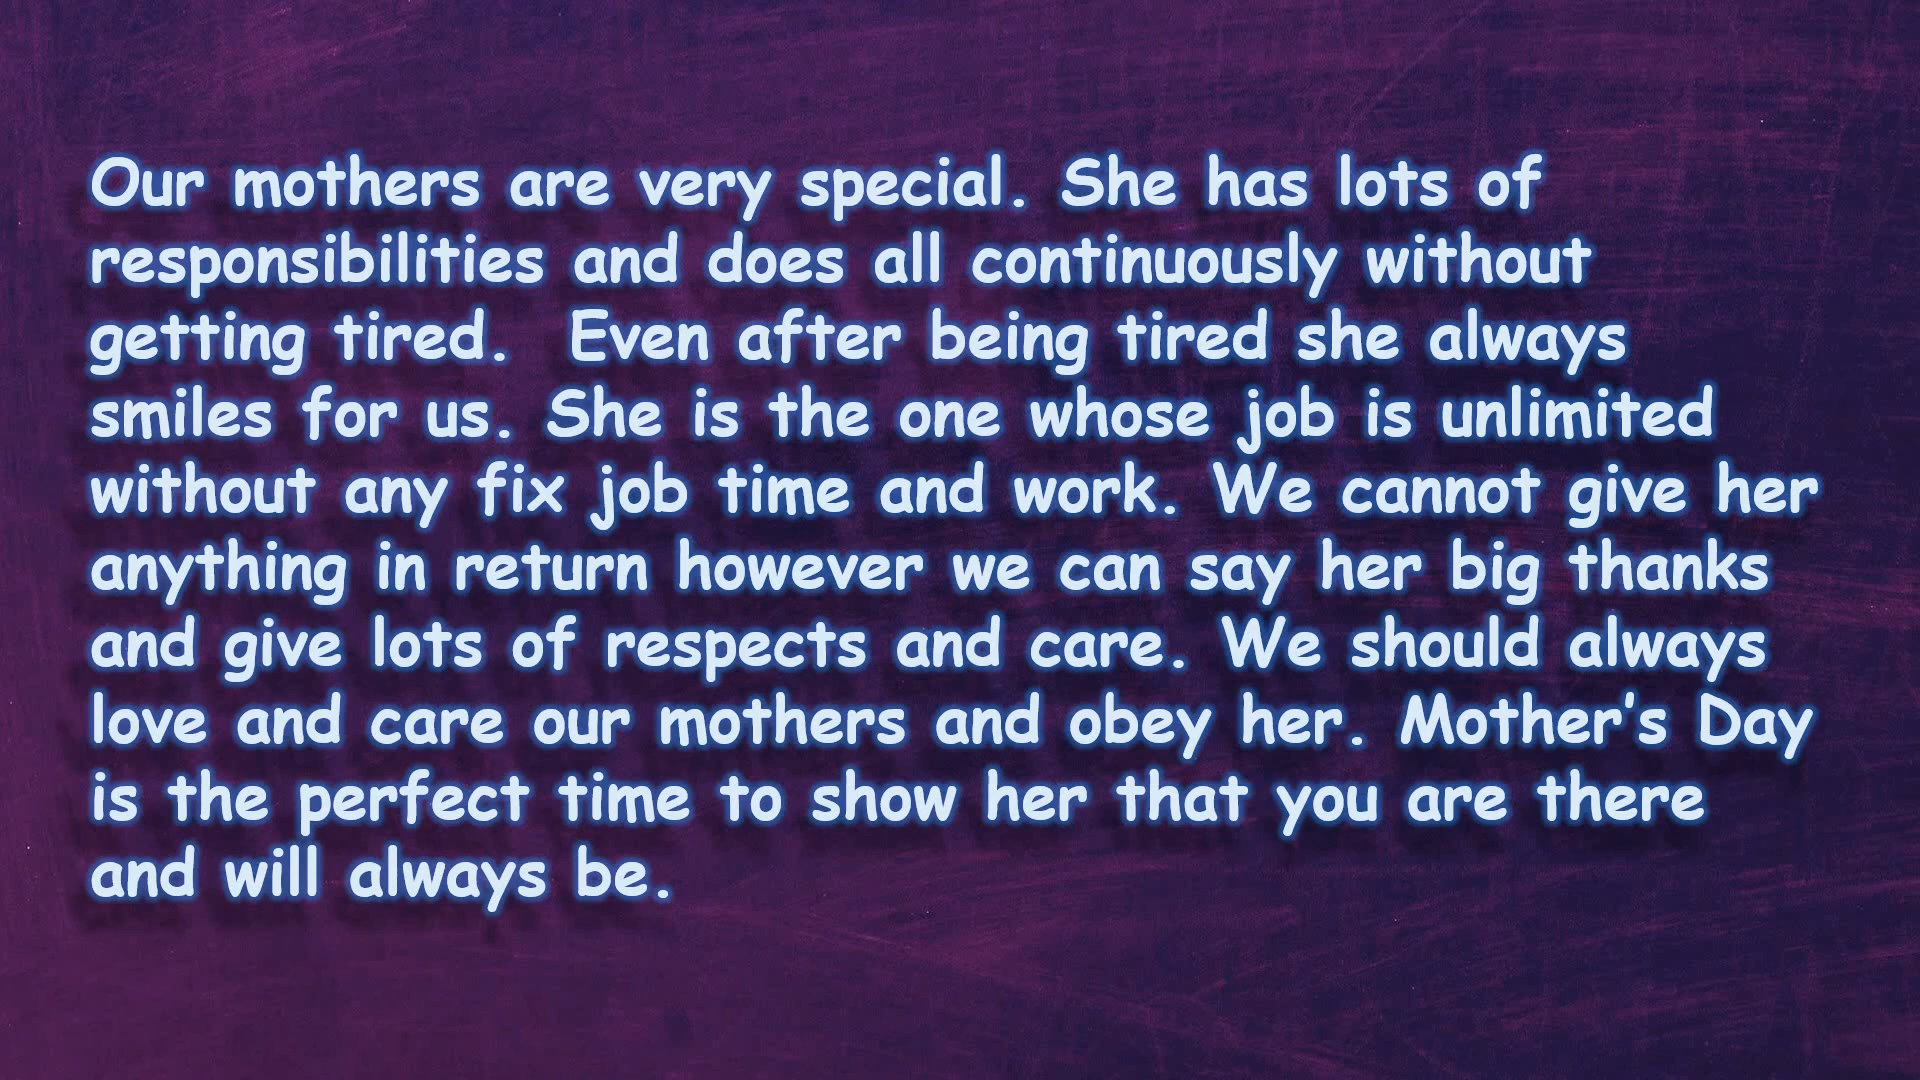 Our mothers are very special. She has lots of
responsibilities and does all continuously without
getting tired.  Even after being tired she always
smiles for us. She is the one whose job is unlimited
without any fix job time and work. We cannot give her
anything in return however we can say her big thanks
and give lots of respects and care. We should always
love and care our mothers and obey her. Mother's Day
is the perfect time to show her that you are there
and will always be.